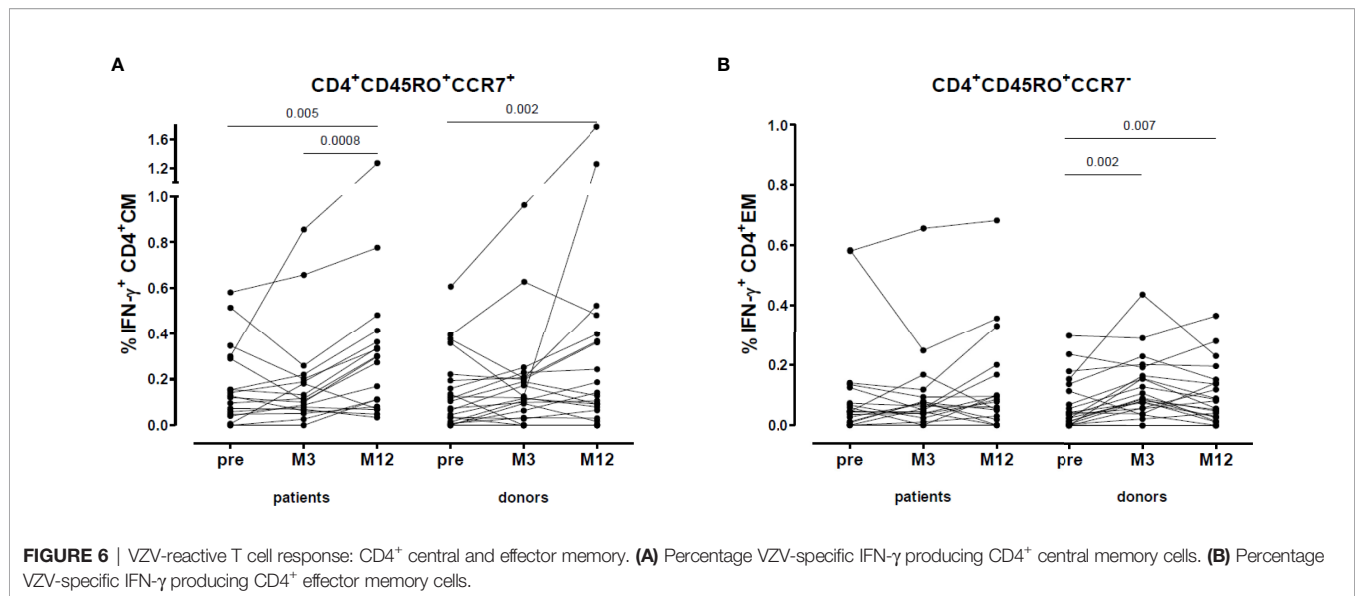 A
CD4⁺CD45RO⁺CCR7⁺
0.005
0.002
0.0008
% IFN-γ⁺ CD4⁺CM
1.6
1.2
1.0
0.8
0.6
0.4
0.2
0.0
pre M3 M12 pre M3 M12
patients donors
B
CD4⁺CD45RO⁺CCR7⁻
0.007
0.002
% IFN-γ⁺ CD4⁺EM
1.0
0.8
0.6
0.4
0.2
0.0
pre M3 M12 pre M3 M12
patients donors
FIGURE 6 | VZV-reactive T cell response: CD4⁺ central and effector memory. (A) Percentage VZV-specific IFN-γ producing CD4⁺ central memory cells. (B) Percentage
VZV-specific IFN-γ producing CD4⁺ effector memory cells.